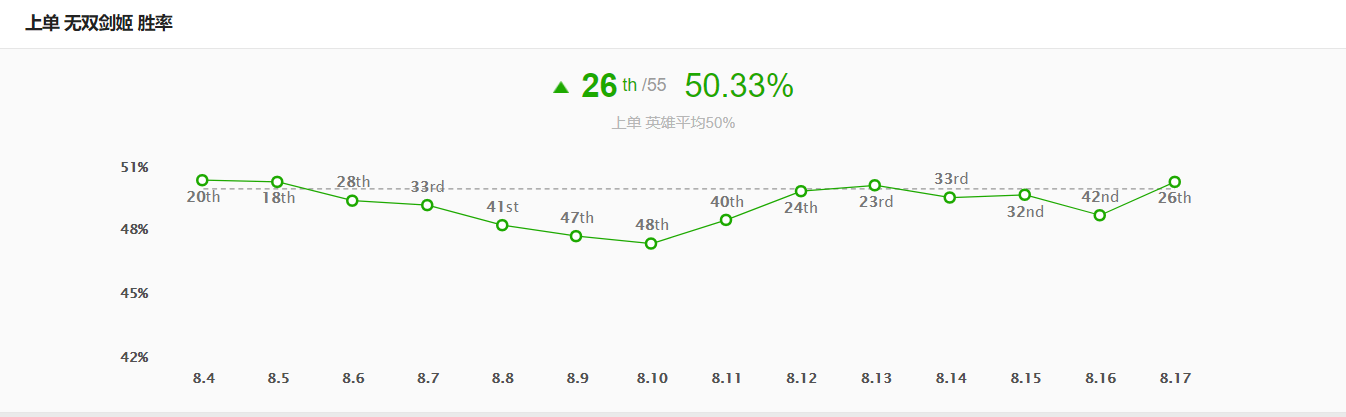 上单 无双剑姬 胜率
26 th /55 50.33%
上单 英雄平均50%
51%
20th 18th 28th 33rd 41st 47th 48th 40th 24th 23rd 33rd 32nd 42nd 26th
48%
45%
42%
8.4 8.5 8.6 8.7 8.8 8.9 8.10 8.11 8.12 8.13 8.14 8.15 8.16 8.17